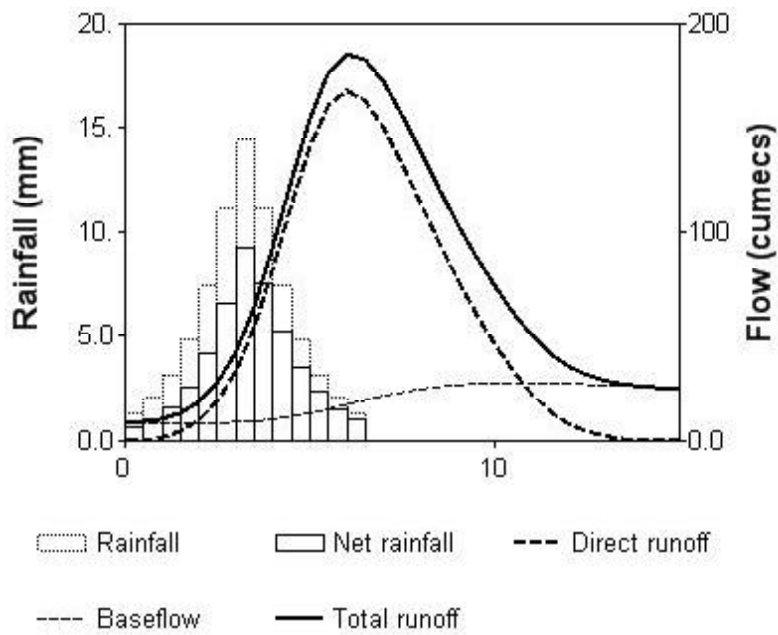 20.
200
15.
10.
100
5.0
0.0
0.0
0
10
Rainfall (mm)
Flow (cumecs)
Rainfall
Net rainfall
Direct runoff
Baseflow
Total runoff